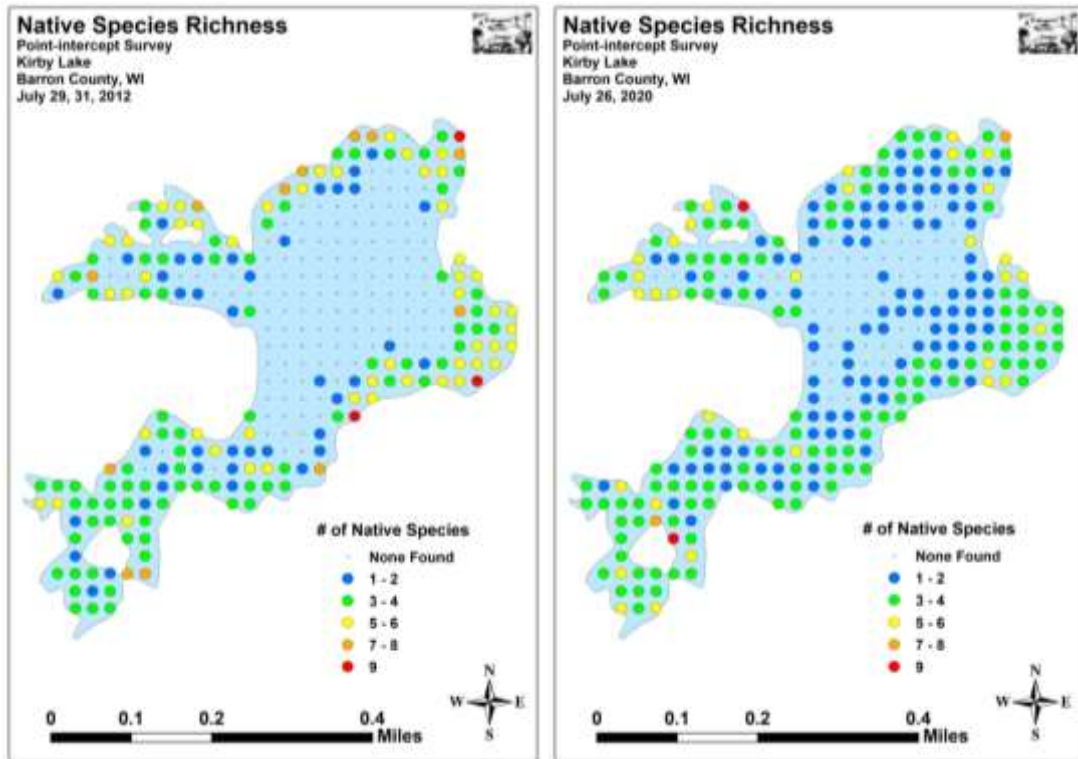 Native Species Richness
Point-intercept Survey
Kirby Lake
Barron County, WI
July 29, 31, 2012
# of Native Species
None Found
1 - 2
3 - 4
5 - 6
7 - 8
9
N
W E
S
0 0.1 0.2 0.4
Miles
Native Species Richness
Point-intercept Survey
Kirby Lake
Barron County, WI
July 26, 2020
# of Native Species
None Found
1 - 2
3 - 4
5 - 6
7 - 8
9
N
W E
S
0 0.1 0.2 0.4
Miles